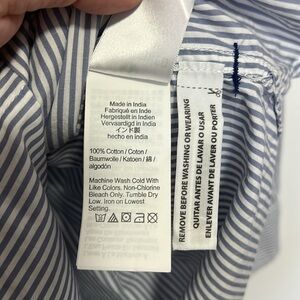 Made in India
Fabriqué en Inde
Hergestellt in Indien
Vervaardigd in India
インド製
hecho en India
100% Cotton / Coton /
Baumwolle / Katoen / 綿 /
algodón
Machine Wash Cold With
Like Colors. Non-Chlorine
Bleach Only. Tumble Dry
Low. Iron on Lowest
Setting.
REMOVE BEFORE WASHING OR WEARING
QUITAR ANTES DE LAVAR O USAR
ENLEVER AVANT DE LAVER OU PORTER